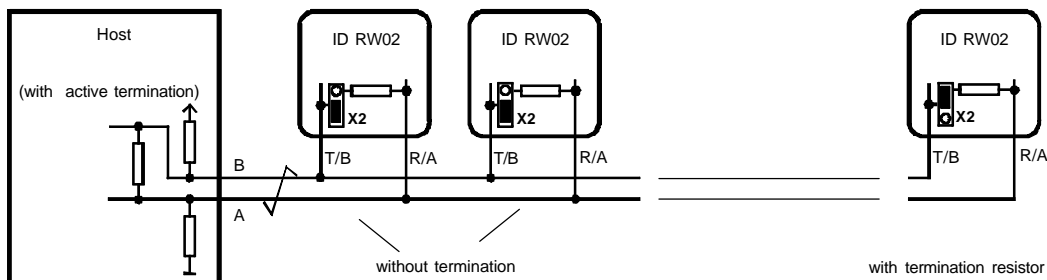 Host
ID RW02
ID RW02
ID RW02
(with active termination)
X2
X2
X2
B
T/B
R/A
T/B
R/A
T/B
R/A
A
without termination
with termination resistor